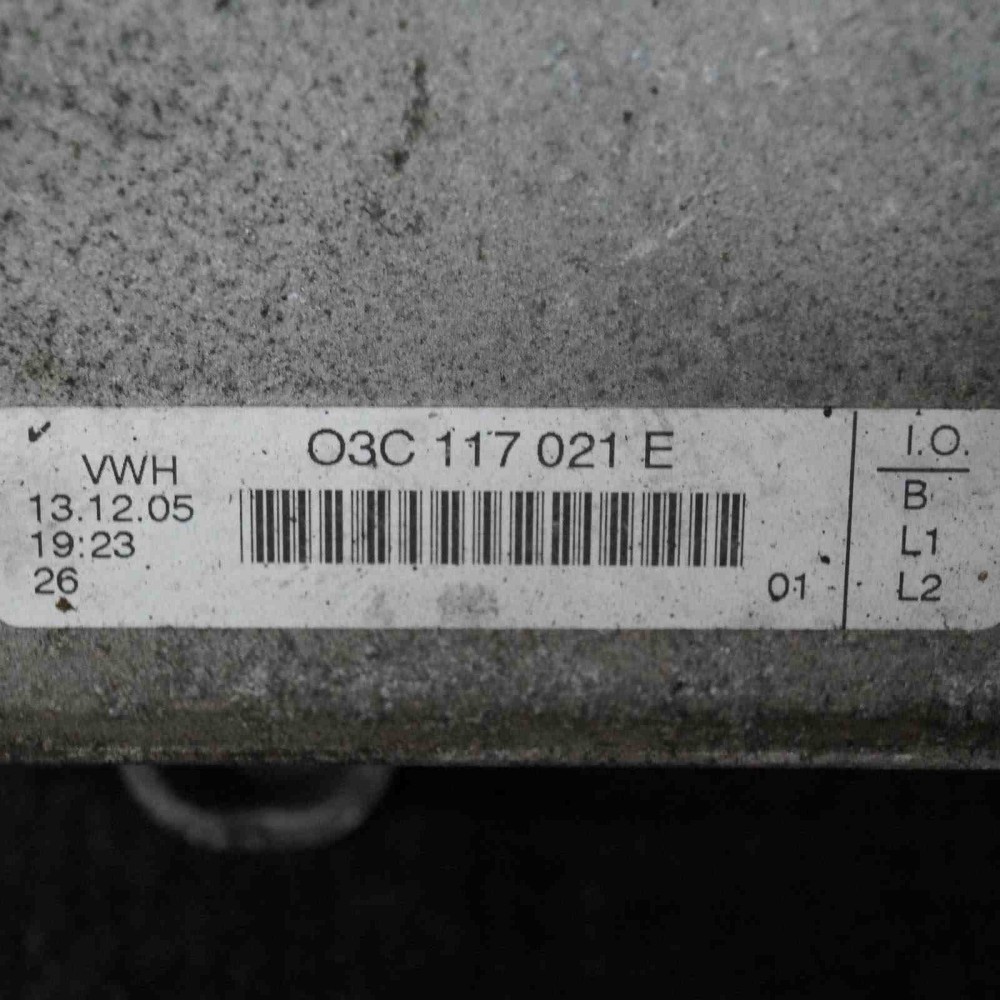 O3C 117 021 E
VWH
13.12.05
19:23
26
01
I.O.
B
L1
L2